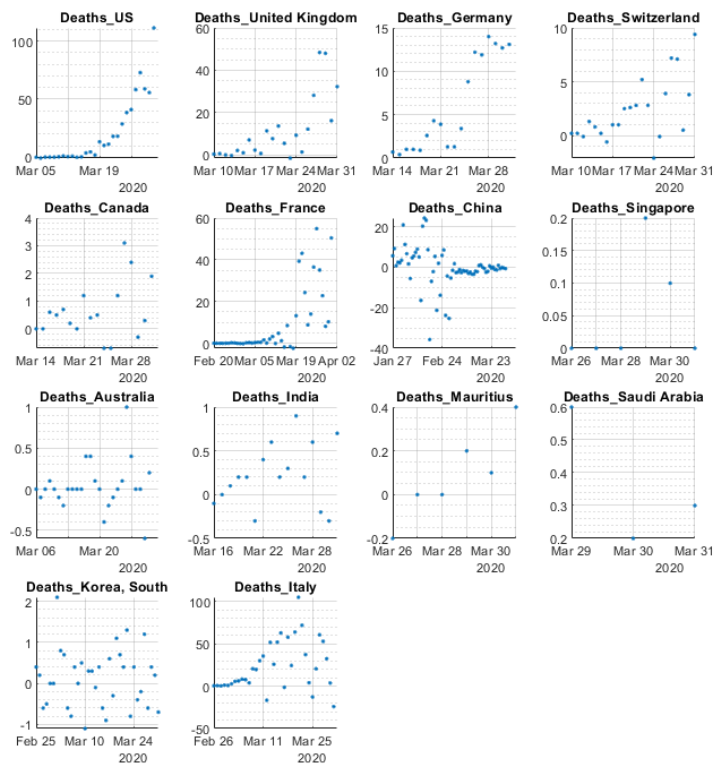 Deaths_US
100
50
0
Mar 05
Mar 19
2020
Deaths_United Kingdom
60
40
20
0
Mar 10
Mar 17
Mar 24
Mar 31
2020
Deaths_Germany
15
10
5
0
Mar 14
Mar 21
Mar 28
2020
Deaths_Switzerland
10
5
0
Mar 10
Mar 17
Mar 24
Mar 31
2020
Deaths_Canada
4
3
2
1
0
Mar 14
Mar 21
Mar 28
2020
Deaths_France
60
40
20
0
Feb 20
Mar 05
Mar 19
Apr 02
2020
Deaths_China
20
0
-20
-40
Jan 27
Feb 24
Mar 23
2020
Deaths_Singapore
0.2
0.15
0.1
0.05
0
Mar 26
Mar 28
Mar 30
2020
Deaths_Australia
1
0.5
0
-0.5
Mar 06
Mar 20
2020
Deaths_India
1
0.5
0
-0.5
Mar 16
Mar 22
Mar 28
2020
Deaths_Mauritius
0.4
0.2
0
-0.2
Mar 26
Mar 28
Mar 30
2020
Deaths_Saudi Arabia
0.6
0.5
0.4
0.3
0.2
Mar 29
Mar 30
Mar 31
2020
Deaths_Korea, South
2
1
0
-1
Feb 25
Mar 10
Mar 24
2020
Deaths_Italy
100
50
0
-50
Feb 26
Mar 11
Mar 25
2020